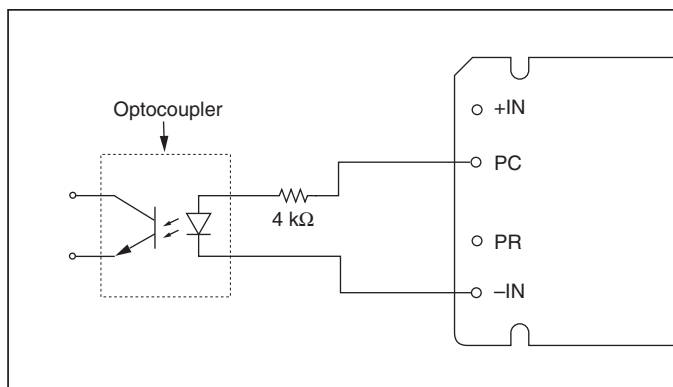 Optocoupler
4 kΩ
+IN
PC
PR
–IN